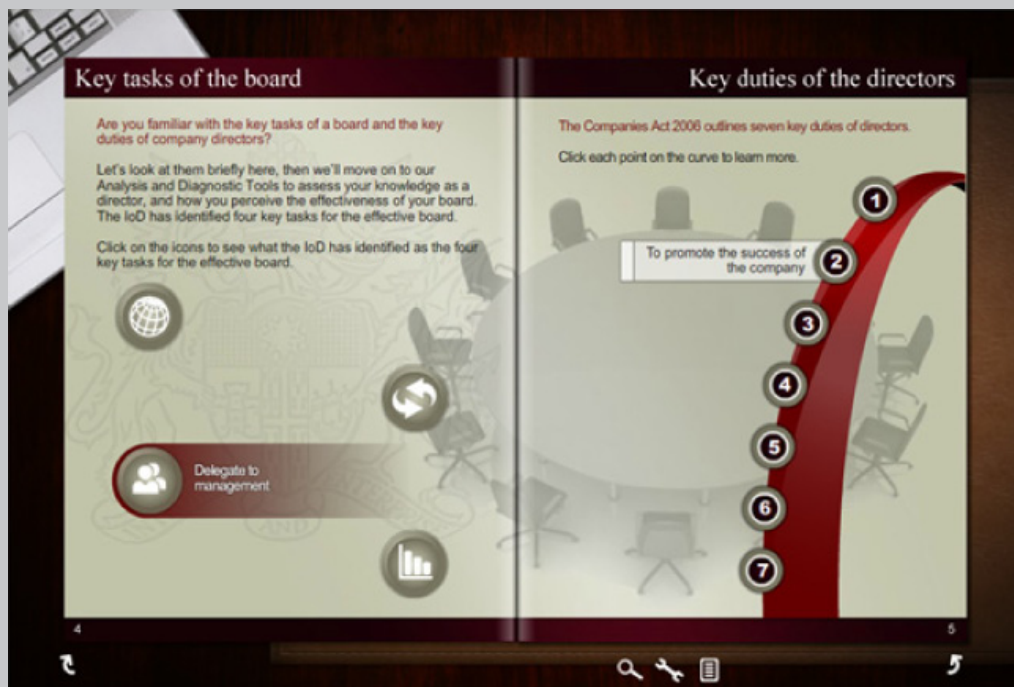 Key tasks of the board
Are you familiar with the key tasks of a board and the key
duties of company directors?
Let's look at them briefly here, then we'll move on to our
Analysis and Diagnostic Tools to assess your knowledge as a
director, and how you perceive the effectiveness of your board.
The IoD has identified four key tasks for the effective board.
Click on the icons to see what the IoD has identified as the four
key tasks for the effective board.
Delegate to
management
AND
4
Key duties of the directors
The Companies Act 2006 outlines seven key duties of directors.
Click each point on the curve to learn more.
1
To promote the success of
the company
2
3
4
5
6
7
5